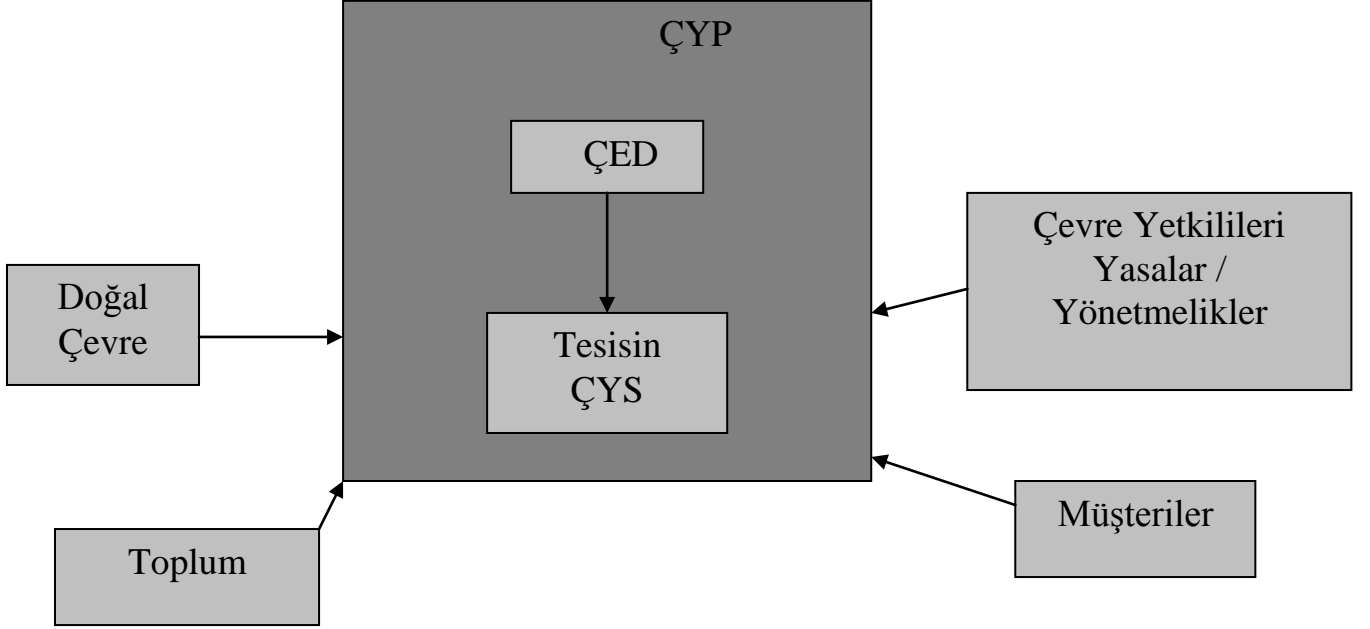 ÇYP
ÇED
Çevre Yetkilileri
Yasalar /
Yönetmelikler
Doğal
Çevre
Tesisin
ÇYS
Müşteriler
Toplum